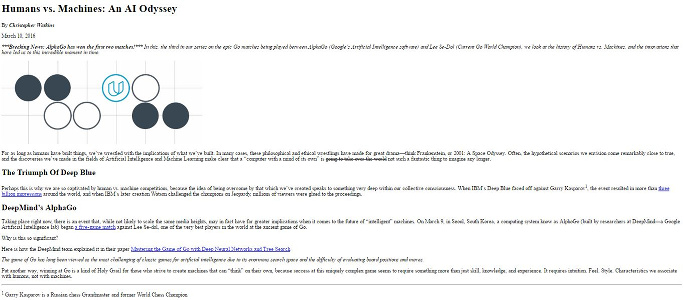 Humans vs. Machines: An AI Odyssey
By Christopher Watkins
March 10, 2016
***Breaking News: AlphaGo has won the first two matches!*** In this, the third in our series on the epic Go matches being played between AlphaGo (Google's Artificial Intelligence software) and Lee Se-Dol (Current Go World Champion), we look at the history of Humans vs. Machines, and the innovations that
have led us to this incredible moment in time.
For as long as humans have built things, we've wrestled with the implications of what we've built. In many cases, these philosophical and ethical wrestlings have made for great drama—think Frankenstein, or 2001: A Space Odyssey. Often, the hypothetical scenarios we envision come remarkably close to true,
and the discoveries we've made in the fields of Artificial Intelligence and Machine Learning make clear that a "computer with a mind of its own" is going to take over the world not such a fantastic thing to imagine any longer.
The Triumph Of Deep Blue
Perhaps this is why we are so captivated by human vs. machine competitions, because the idea of being overcome by that which we've created speaks to something very deep within our collective consciousness. When IBM's Deep Blue faced off against Garry Kasparov1, the event resulted in more than three
billion impressions around the world, and when IBM's later creation Watson challenged the champions on Jeopardy, millions of viewers were glued to the proceedings.
DeepMind's AlphaGo
Taking place right now, there is an event that, while not likely to scale the same media heights, may in fact have far greater implications when it comes to the future of "intelligent" machines. On March 9, in Seoul, South Korea, a computing system know as AlphaGo (built by researchers at DeepMind—a Google
Artificial Intelligence lab) began a five-game match against Lee Se-dol, one of the very best players in the world at the ancient game of Go.
Why is this so significant?
Here is how the DeepMind team explained it in their paper Mastering the Game of Go with Deep Neural Networks and Tree Search:
The game of Go has long been viewed as the most challenging of classic games for artificial intelligence due to its enormous search space and the difficulty of evaluating board positions and moves.
Put another way, winning at Go is a kind of Holy Grail for those who strive to create machines that can "think" on their own, because success at this uniquely complex game seems to require something more than just skill, knowledge, and experience. It requires intuition. Feel. Style. Characteristics we associate
with humans, not with machines.
1 Garry Kasparov is a Russian chess Grandmaster and former World Chess Champion.